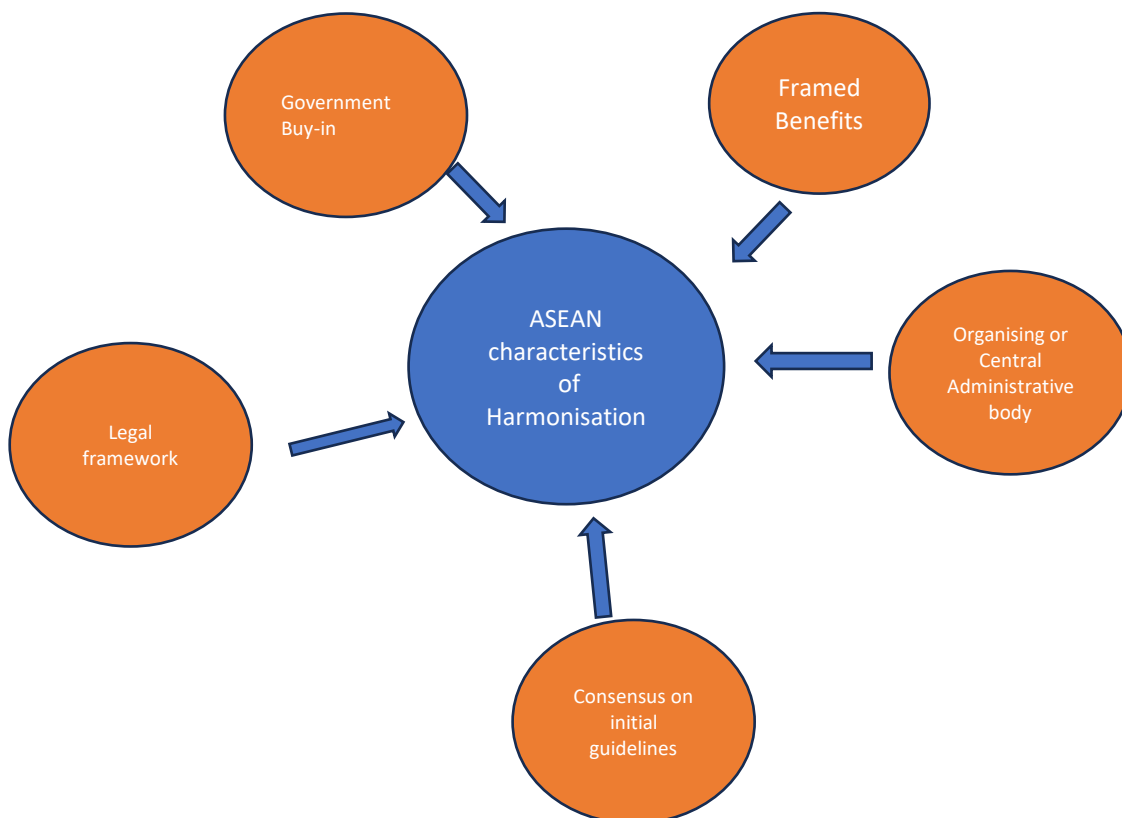 Government
Buy-in
Framed
Benefits
ASEAN
characteristics
of
Harmonisation
Organising or
Central
Administrative
body
Legal
framework
Consensus on
initial
guidelines